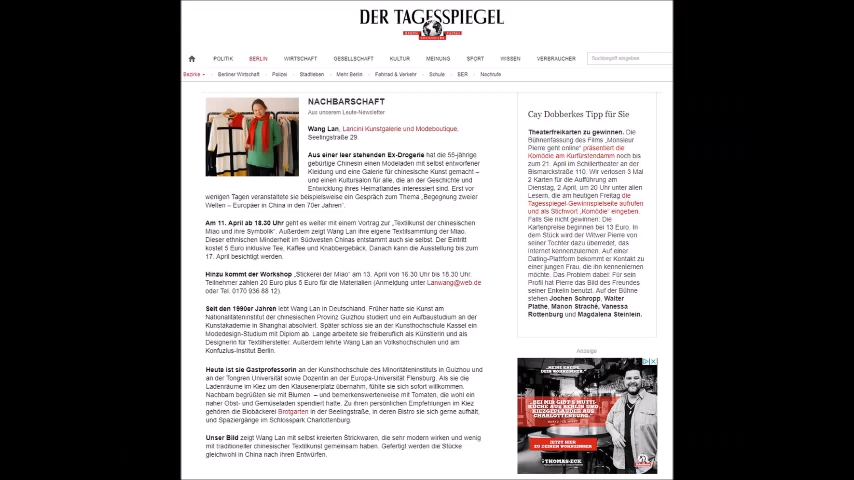 DER TAGESSPIEGEL
POLITIK BERLIN WIRTSCHAFT GESELLSCHAFT KULTUR MEINUNG SPORT WISSEN VERBRAUCHER Suchbegriff eingeben
Bezirke Berliner Wirtschaft Polizei Stadtleben Mehr Berlin Fahrrad & Verkehr Schule BER Nachrufe
NACHBARSCHAFT
Aus unserem Leute-Newsletter
Wang Lan, Lancini Kunstgalerie und Modeboutique,
Seelingstraße 29.
Aus einer leer stehenden Ex-Drogerie hat die 55-jährige
gebürtige Chinesin einen Modeladen mit selbst entworfener
Kleidung und eine Galerie für chinesische Kunst gemacht –
und einen Kultursalon für alle, die an der Geschichte und
Entwicklung ihres Heimatlandes interessiert sind. Erst vor
wenigen Tagen veranstaltete sie beispielsweise ein Gespräch zum Thema „Begegnung zweier
Welten – Europäer in China in den 70er Jahren".
Am 11. April ab 18.30 Uhr geht es weiter mit einem Vortrag zur „Textilkunst der chinesischen
Miao und ihre Symbolik". Außerdem zeigt Wang Lan ihre eigene Textilsammlung der Miao.
Dieser ethnischen Minderheit im Südwesten Chinas entstammt auch sie selbst. Der Eintritt
kostet 5 Euro inklusive Tee, Kaffee und Knabbergebäck. Danach kann die Ausstellung bis zum
17. April besichtigt werden.
Hinzu kommt der Workshop „Stickerei der Miao" am 13. April von 16.30 Uhr bis 18.30 Uhr.
Teilnehmer zahlen 20 Euro plus 5 Euro für die Materialien (Anmeldung unter Lanwang@web.de
oder Tel. 0170 936 88 12).
Seit den 1990er Jahren lebt Wang Lan in Deutschland. Früher hatte sie Kunst am
Nationalitäteninstitut der chinesischen Provinz Guizhou studiert und ein Aufbaustudium an der
Kunstakademie in Shanghai absolviert. Später schloss sie an der Kunsthochschule Kassel ein
Modedesign-Studium mit Diplom ab. Lange arbeitete sie freiberuflich als Künstlerin und als
Designerin für Textilhersteller. Außerdem lehrte Wang Lan an Volkshochschulen und am
Konfuzius-Institut Berlin.
Heute ist sie Gastprofessorin an der Kunsthochschule des Minoritäteninstituts in Guizhou und
an der Tongren Universität sowie Dozentin an der Europa-Universität Flensburg. Als sie die
Ladenräume im Kiez um den Klausenerplatz übernahm, fühlte sie sich sofort willkommen.
Nachbarn begrüßten sie mit Blumen – und bemerkenswerterweise mit Tomaten, die wohl ein
naher Obst- und Gemüseladen spendiert hatte. Zu ihren persönlichen Empfehlungen im Kiez
gehören die Biobäckerei Brotgarten in der Seelingstraße, in deren Bistro sie sich gerne aufhält,
und Spaziergänge im Schlosspark Charlottenburg.
Unser Bild zeigt Wang Lan mit selbst kreierten Strickwaren, die sehr modern wirken und wenig
mit traditioneller chinesischer Textilkunst gemeinsam haben. Gefertigt werden die Stücke
gleichwohl in China nach ihren Entwürfen.
Cay Dobberkes Tipp für Sie
Theaterfreikarten zu gewinnen. Die
Bühnenfassung des Films „Monsieur
Pierre geht online" präsentiert die
Komödie am Kurfürstendamm noch bis
zum 21. April im Schillertheater an der
Bismarckstraße 110. Wir verlosen 3 Mal
2 Karten für die Aufführung am
Dienstag, 2. April, um 20 Uhr unter allen
Lesern, die am heutigen Freitag die
Tagesspiegel-Gewinnspielseite aufrufen
und als Stichwort „Komödie" eingeben.
Falls Sie nicht gewinnen: Die
Kartenpreise beginnen bei 13 Euro. In
dem Stück wird der Witwer Pierre von
seiner Tochter dazu überredet, das
Internet kennenzulernen. Auf einer
Dating-Plattform bekommt er Kontakt zu
einer jungen Frau, die ihn kennenlernen
möchte. Das Problem dabei: Für sein
Profil hat Pierre das Bild des Freundes
seiner Enkelin benutzt. Auf der Bühne
stehen Jochen Schropp, Walter
Plathe, Manon Straché, Vanessa
Rottenburg und Magdalena Steinlein.
Anzeige
„MEINE KNEIPE
DEIN WOHNZIMMER."
„BEI MIR GIBT'S MUTTI-
KÜCHE AUS BERLIN UND
KIEZGEPLAUDER AUS
CHARLOTTENBURG."
JETZT HIER
ZU DEINEM WOHNZIMMER
THOMAS-ZCK